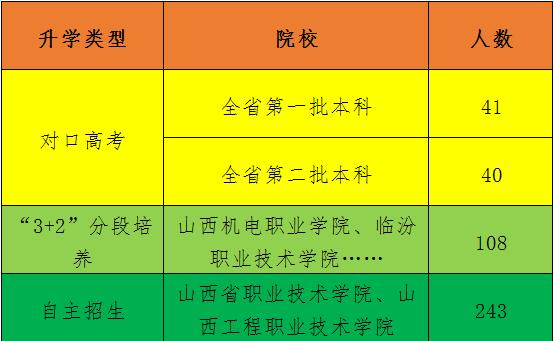 升学类型 院校 人数
对口高考 全省第一批本科 41
全省第二批本科 40
“3+2”分段培
养
山西机电职业学院、临汾
职业技术学院……
108
自主招生
山西省职业技术学院、山
西工程职业技术学院
243